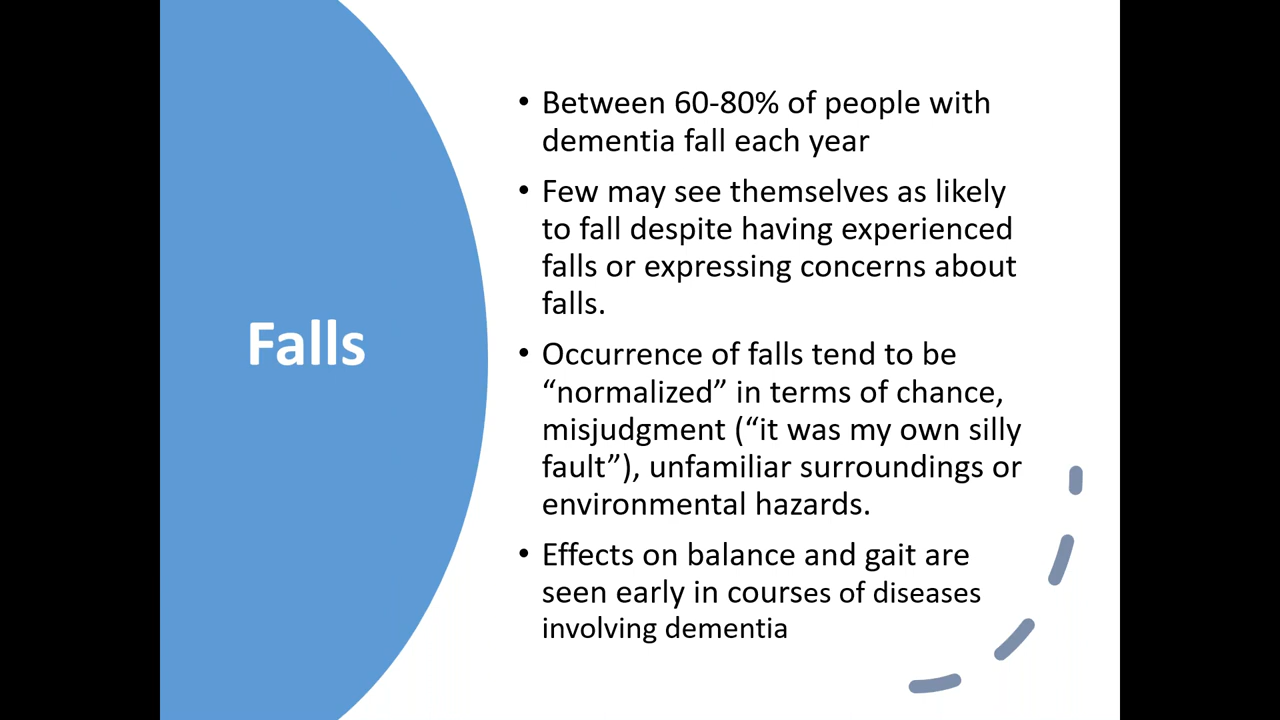 Falls
• Between 60-80% of people with
dementia fall each year
• Few may see themselves as likely
to fall despite having experienced
falls or expressing concerns about
falls.
• Occurrence of falls tend to be
“normalized” in terms of chance,
misjudgment (“it was my own silly
fault”), unfamiliar surroundings or
environmental hazards.
• Effects on balance and gait are
seen early in courses of diseases
involving dementia